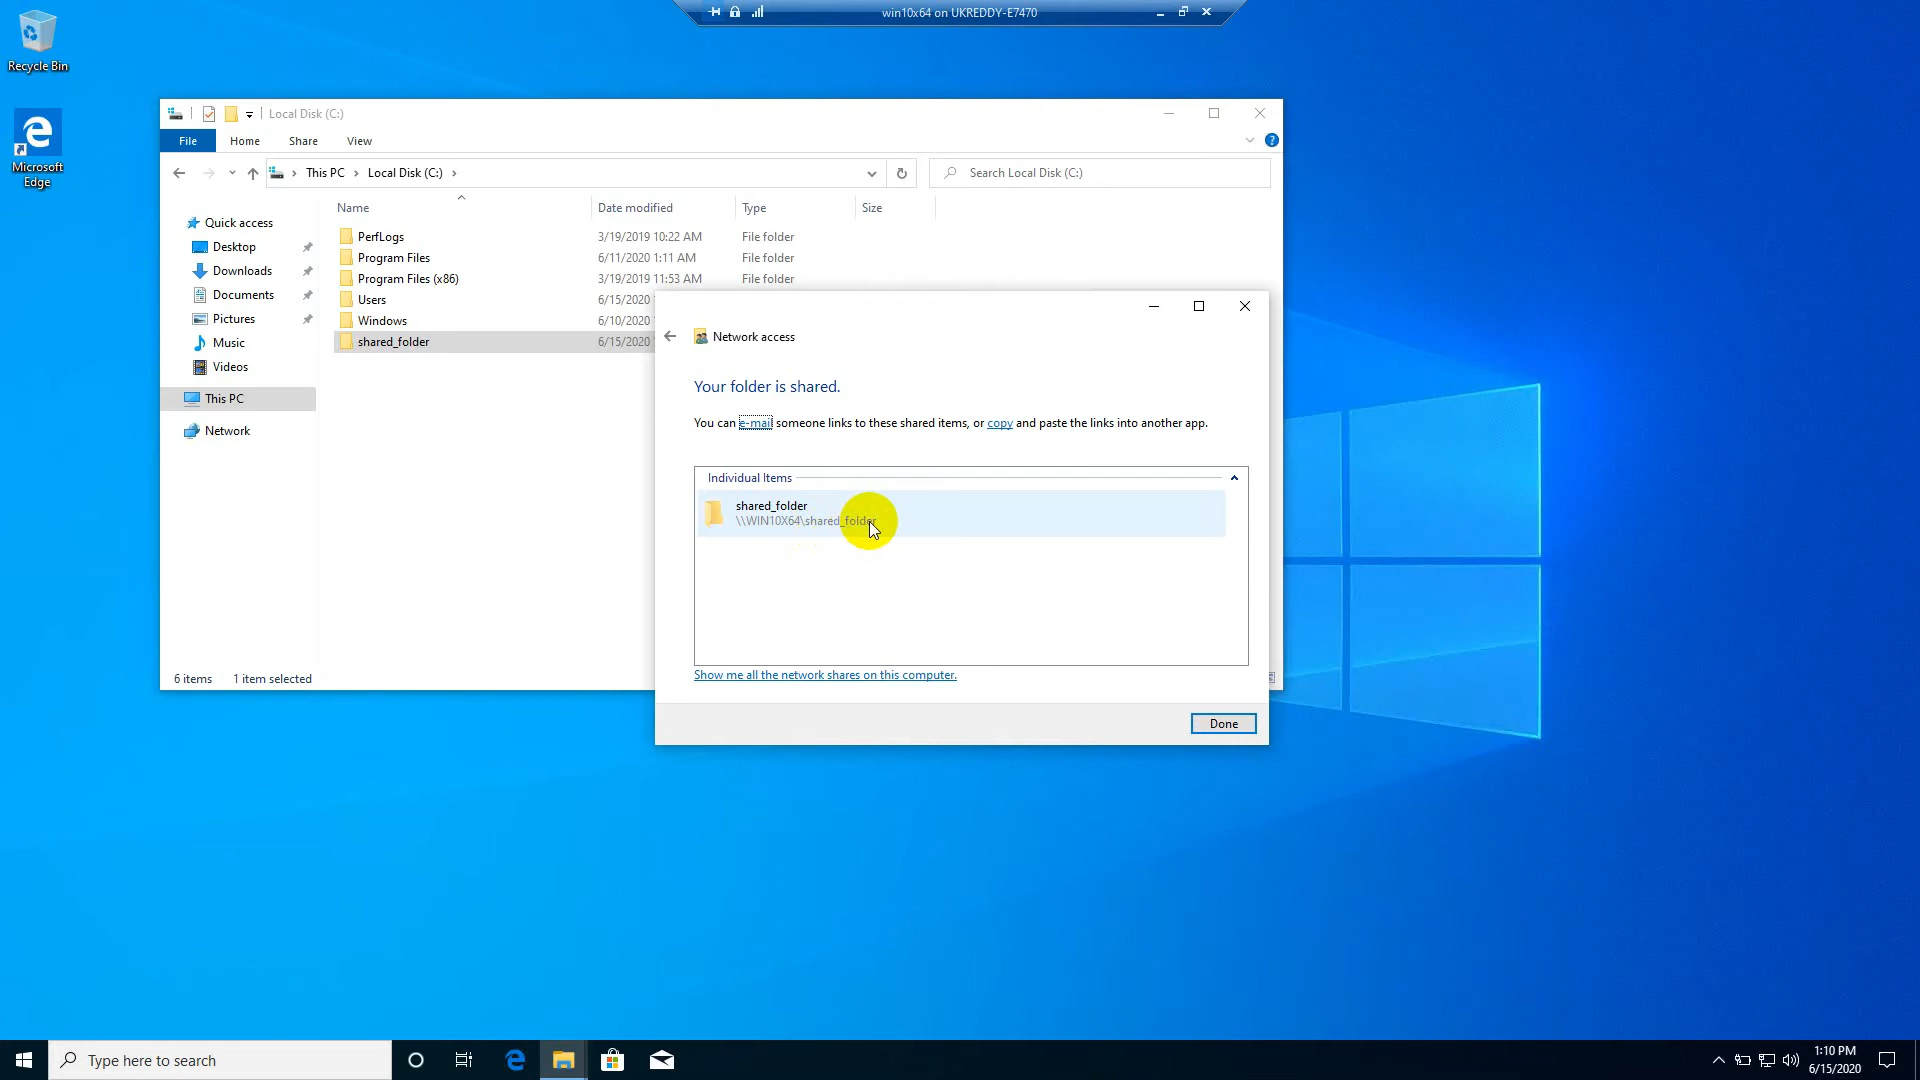 win10x64 on UKREDDY-E7470
Recycle Bin
Microsoft
Edge
Local Disk (C:)
File Home Share View
This PC Local Disk (C:)
Search Local Disk (C:)
Name Date modified Type Size
Quick access
Desktop
Downloads
Documents
Pictures
Music
Videos
This PC
Network
PerfLogs 3/19/2019 10:22 AM File folder
Program Files 6/11/2020 1:11 AM File folder
Program Files (x86) 3/19/2019 11:53 AM File folder
Users 6/15/2020
Windows 6/10/2020
shared_folder 6/15/2020
6 items 1 item selected
Network access
Your folder is shared.
You can e-mail someone links to these shared items, or copy and paste the links into another app.
Individual Items
shared_folder
\\WIN10X64\shared_folder
Show me all the network shares on this computer.
Done
Type here to search
1:10 PM
6/15/2020